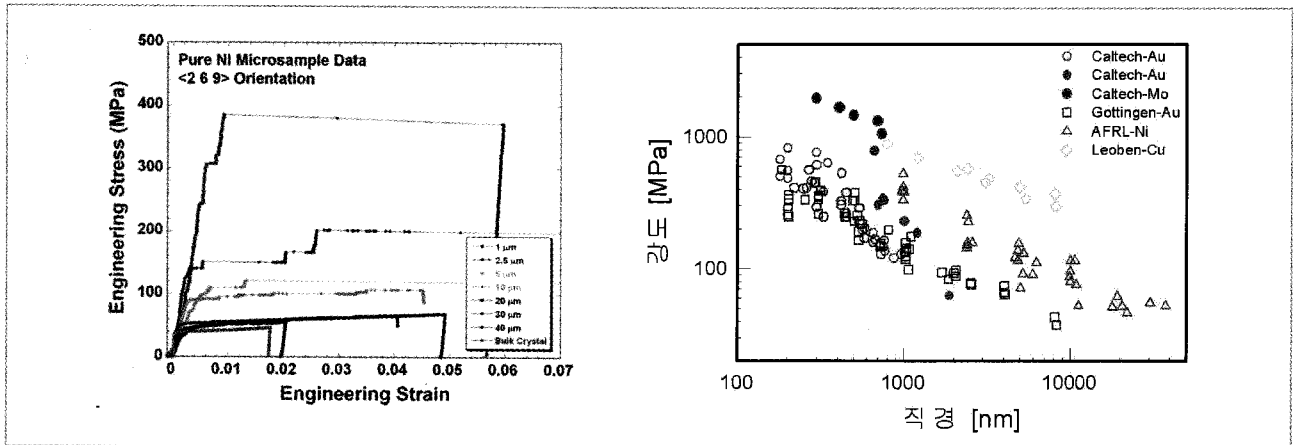 500
400
300
200
100
0
Engineering Stress (MPa)
Pure NI Microsample Data
<2 6 9> Orientation
1 µm
2.5 µm
5 µm
10 µm
20 µm
30 µm
40 µm
Bulk Crystal
0 0.01 0.02 0.03 0.04 0.05 0.06 0.07
Engineering Strain
Caltech-Au
Caltech-Au
Caltech-Mo
Gottingen-Au
AFRL-Ni
Leoben-Cu
1000
100
강도 [MPa]
100 1000 10000
직경 [nm]